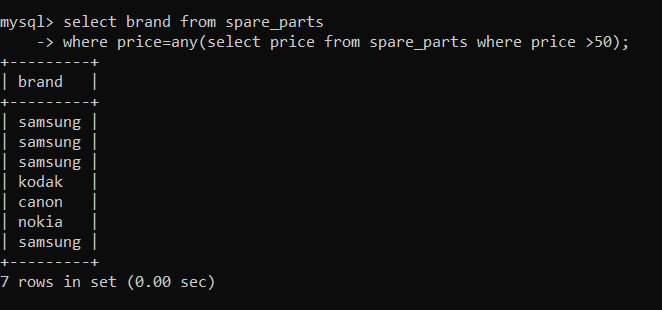 mysql> select brand from spare_parts
    -> where price=any(select price from spare_parts where price >50);
+---------+
| brand   |
+---------+
| samsung |
| samsung |
| samsung |
| kodak   |
| canon   |
| nokia   |
| samsung |
+---------+
7 rows in set (0.00 sec)